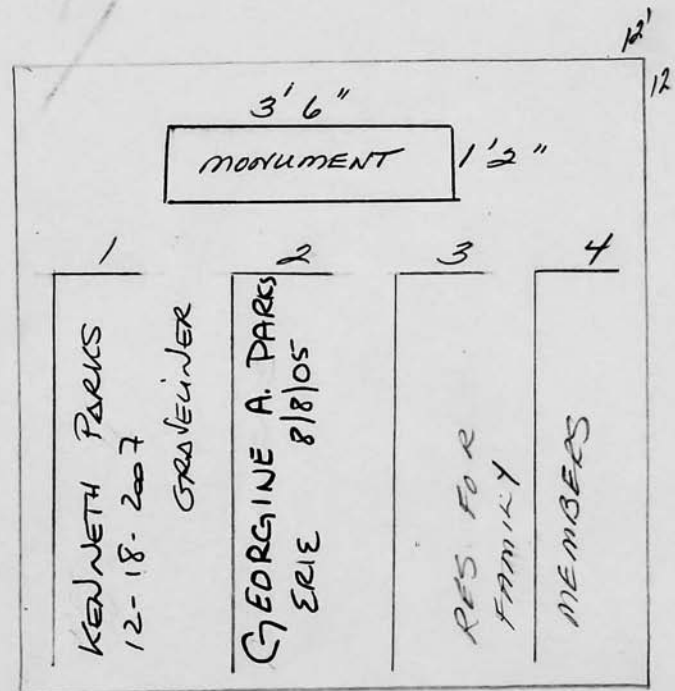 12'
12
3' 6"
MONUMENT
1' 2"
1
2
3
4
KENNETH PARKS
12-18-2007
GRAVELINER
GEORGINE A. PARKS
ERIE 8/8/05
RES. FOR
FAMILY
MEMBERS